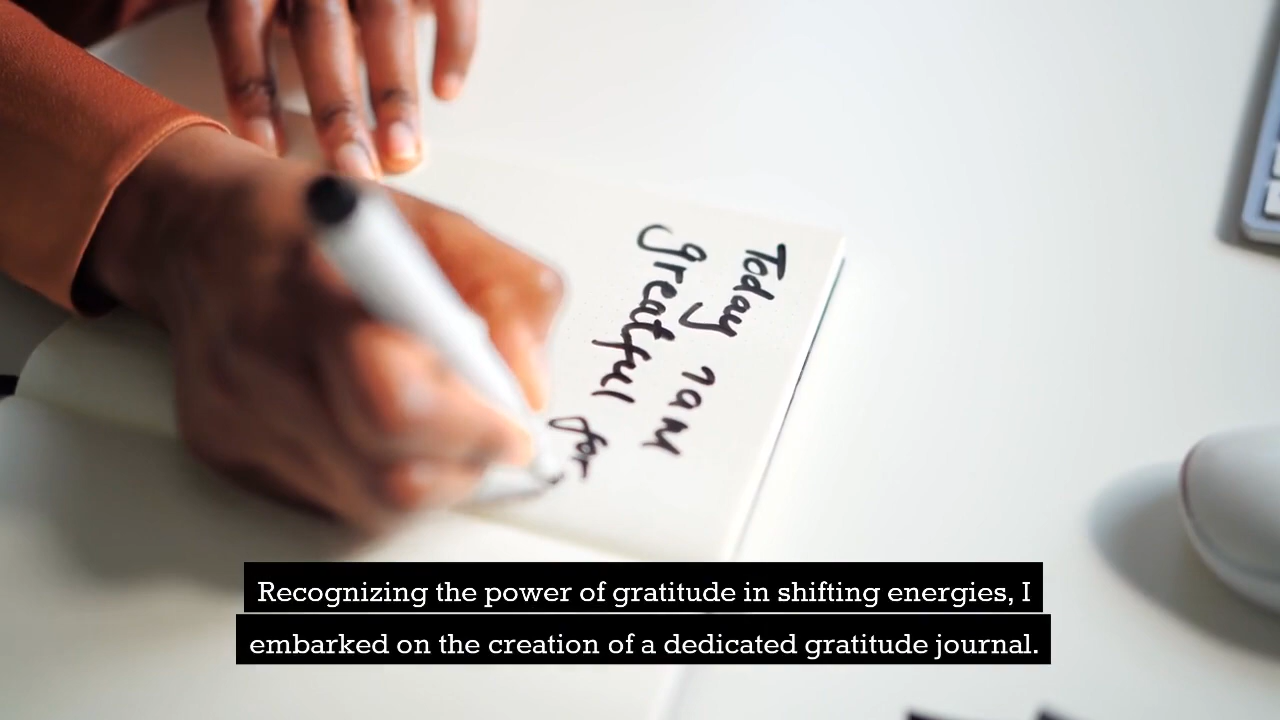 Today I am
greatful for
Recognizing the power of gratitude in shifting energies, I
embarked on the creation of a dedicated gratitude journal.